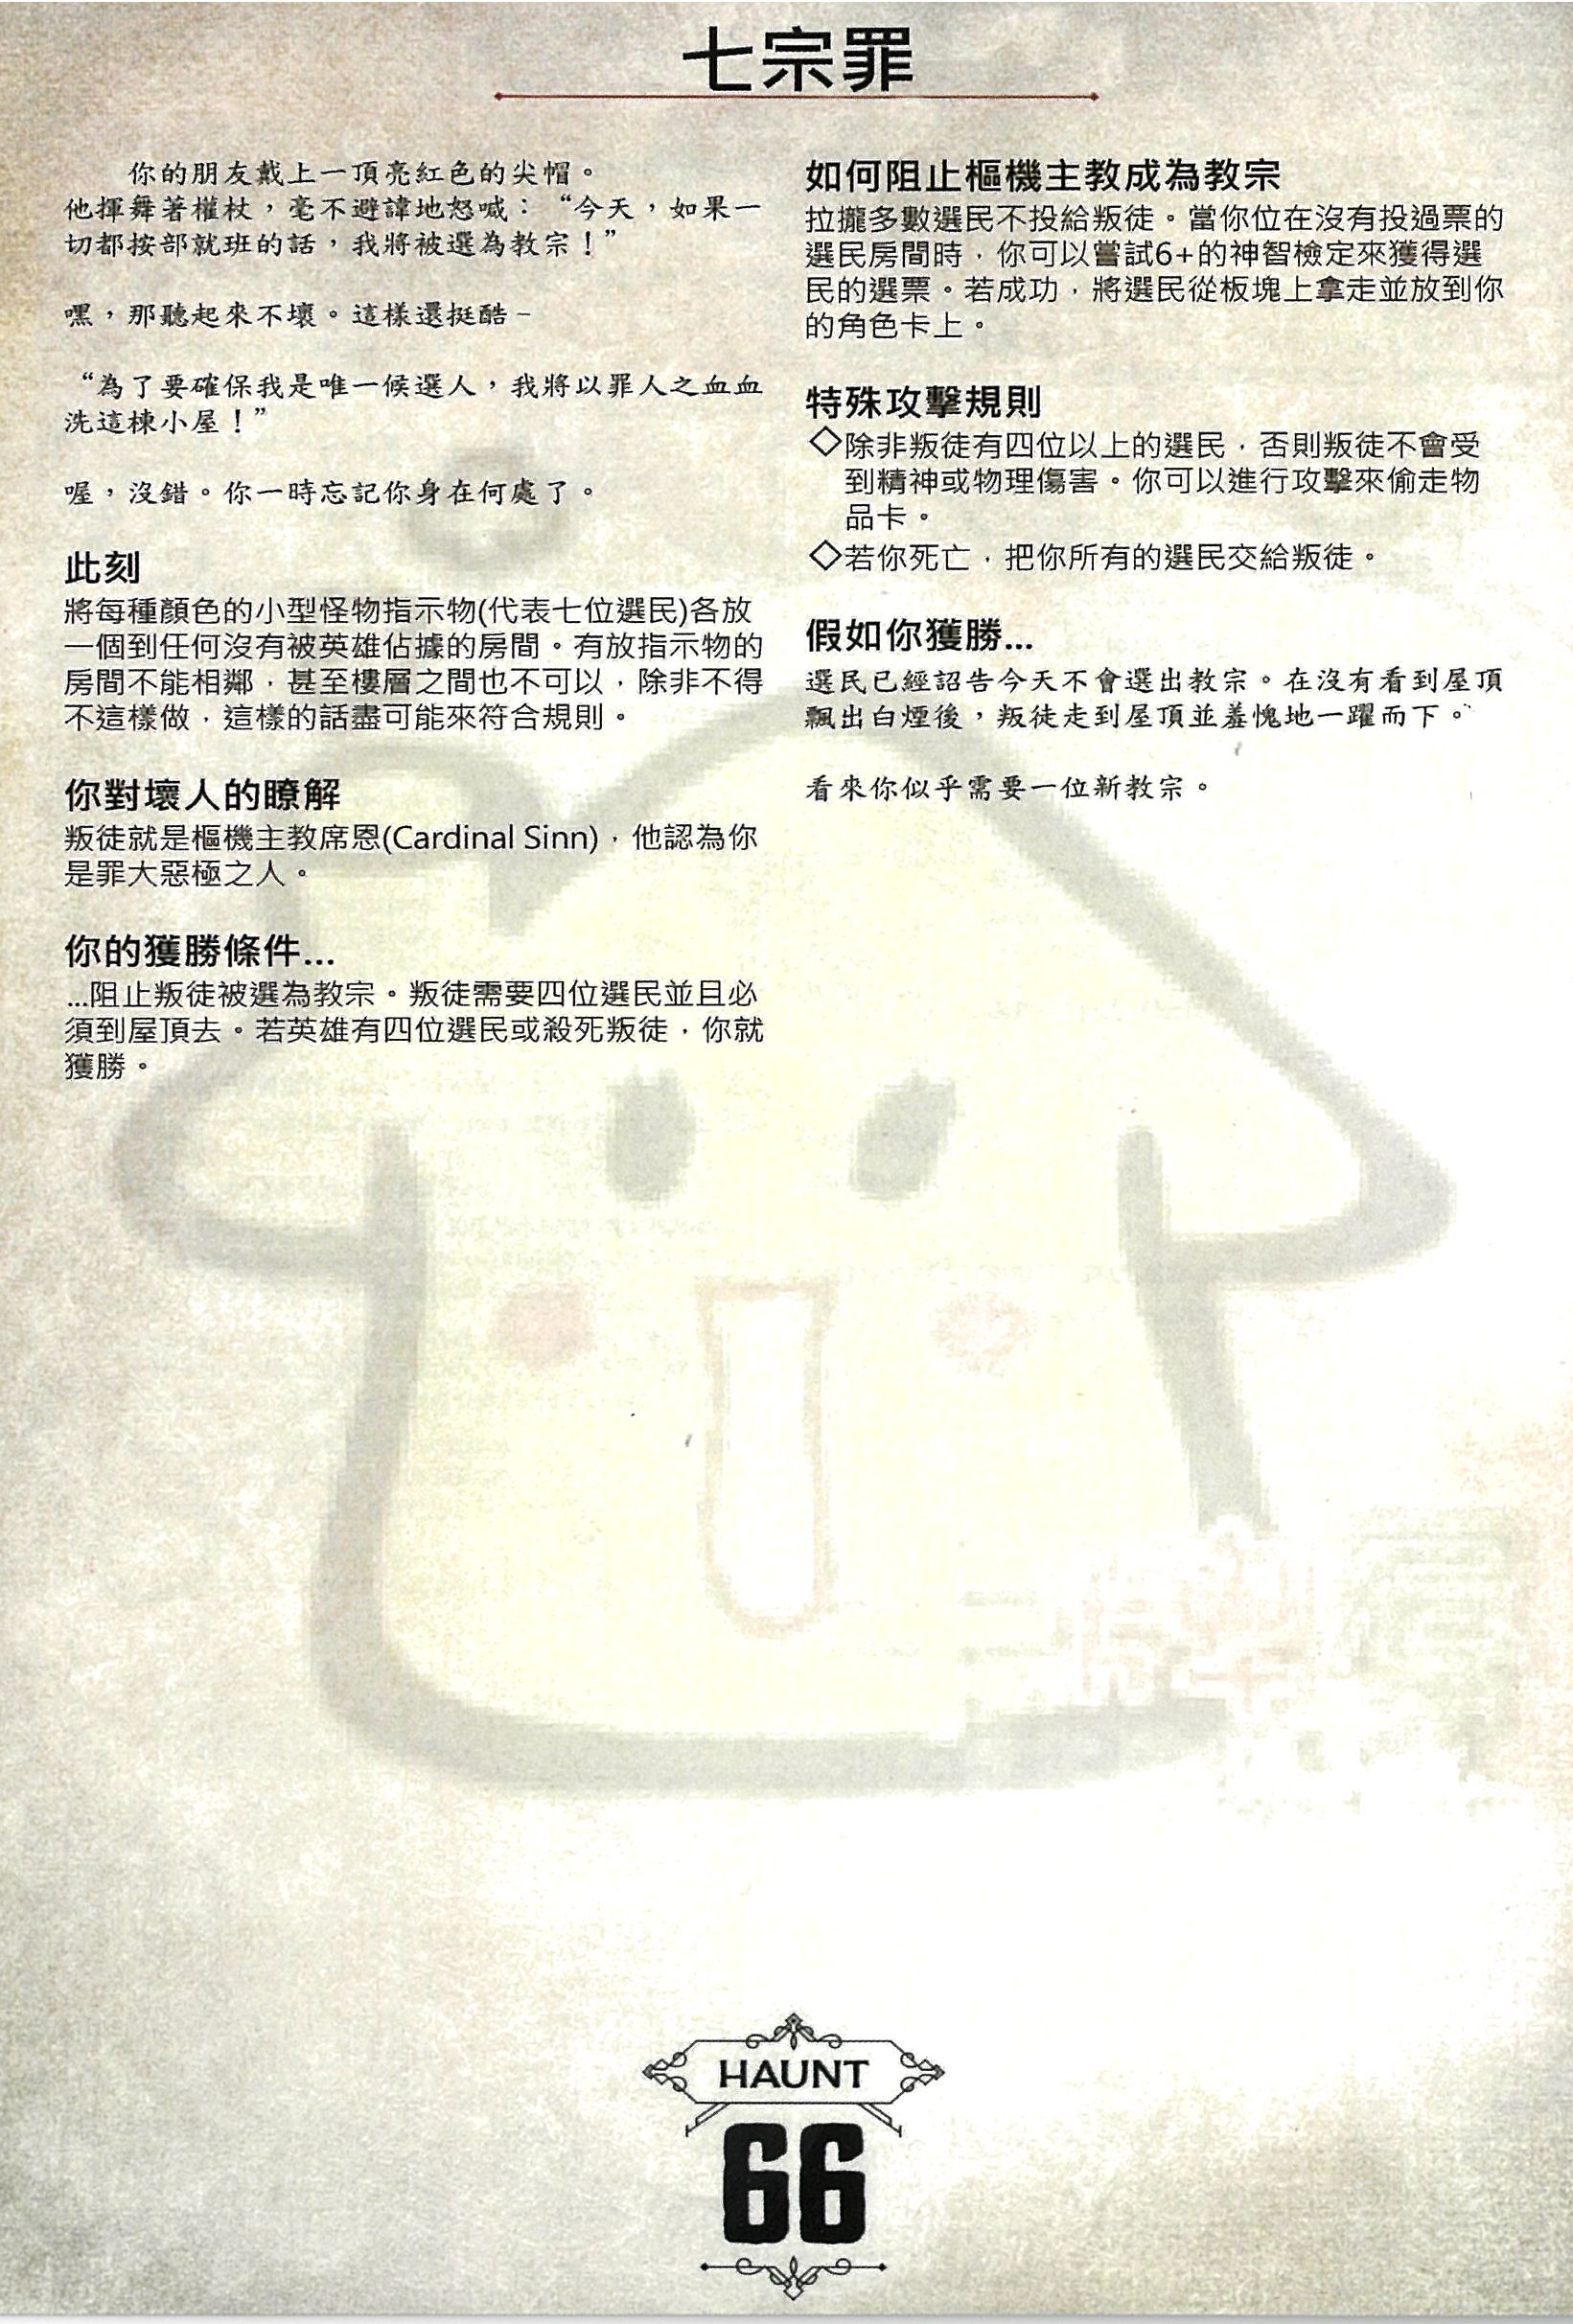 七宗罪
你的朋友戴上一頂亮紅色的尖帽。
他揮舞著權杖，毫不避諱地怒喊：“今天，如果一
切都按部就班的話，我將被選為教宗！”
嘿，那聽起來不壞。這樣還挺酷–
“為了要確保我是唯一候選人，我將以罪人之血血
洗這棟小屋！”
喔，沒錯。你一時忘記你身在何處了。
此刻
將每種顏色的小型怪物指示物(代表七位選民)各放
一個到任何沒有被英雄佔據的房間。有放指示物的
房間不能相鄰，甚至樓層之間也不可以，除非不得
不這樣做，這樣的話盡可能來符合規則。
你對壞人的瞭解
叛徒就是樞機主教席恩(Cardinal Sinn)，他認為你
是罪大惡極之人。
你的獲勝條件...
...阻止叛徒被選為教宗。叛徒需要四位選民並且必
須到屋頂去。若英雄有四位選民或殺死叛徒，你就
獲勝。
如何阻止樞機主教成為教宗
拉攏多數選民不投給叛徒。當你位在沒有投過票的
選民房間時，你可以嘗試6+的神智檢定來獲得選
民的選票。若成功，將選民從板塊上拿走並放到你
的角色卡上。
特殊攻擊規則
◇除非叛徒有四位以上的選民，否則叛徒不會受
到精神或物理傷害。你可以進行攻擊來偷走物
品卡。
◇若你死亡，把你所有的選民交給叛徒。
假如你獲勝...
選民已經詔告今天不會選出教宗。在沒有看到屋頂
飄出白煙後，叛徒走到屋頂並羞愧地一躍而下。
看來你似乎需要一位新教宗。
HAUNT
66